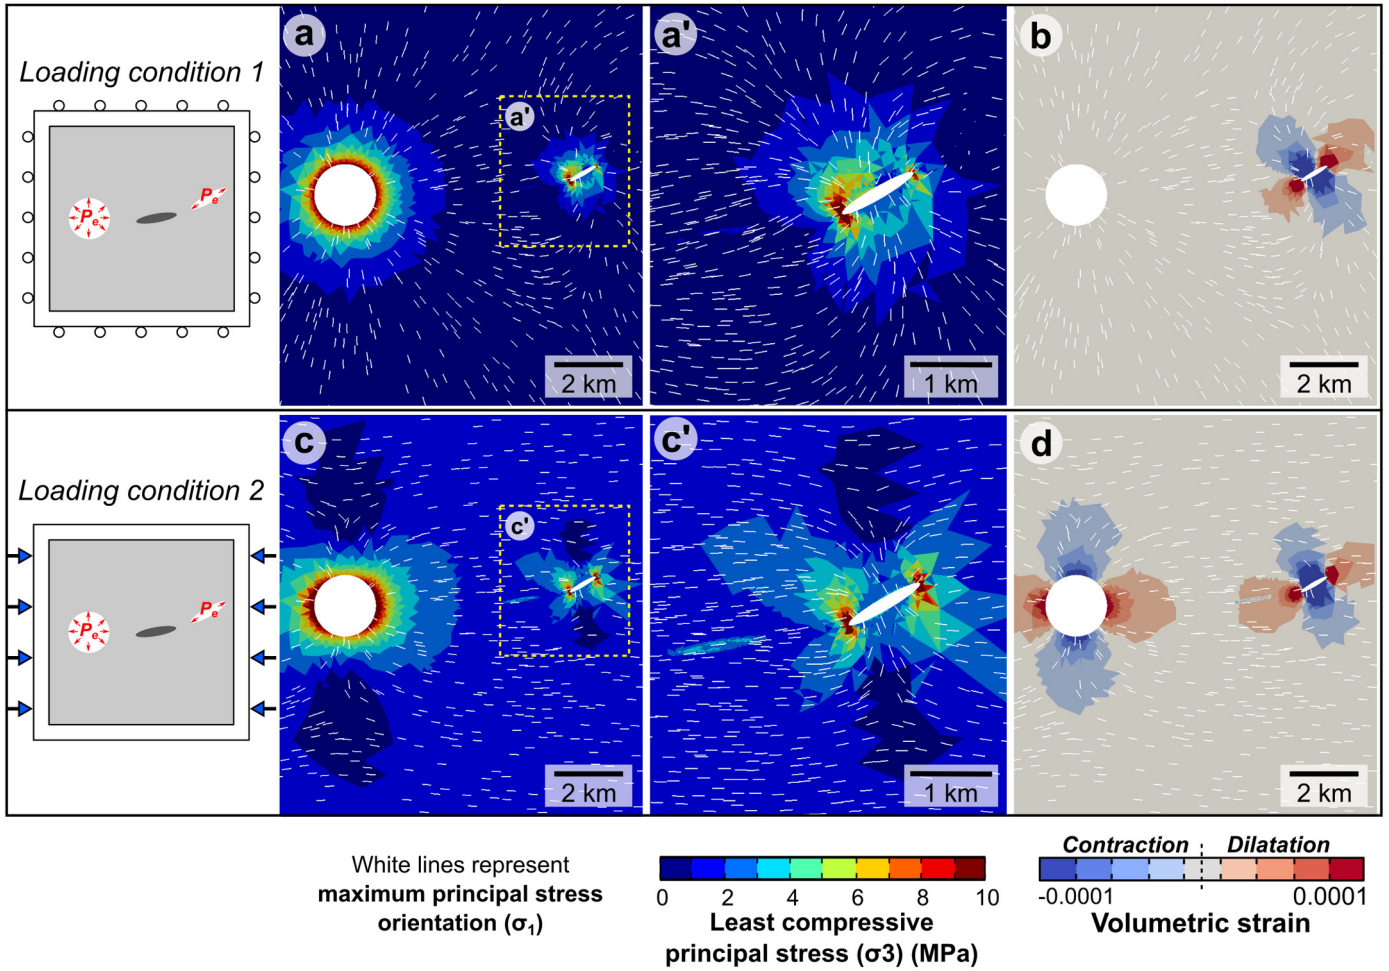 Loading condition 1
Pe
Pe
a
a'
2 km
a'
1 km
b
2 km
Loading condition 2
Pe
Pe
c
c'
2 km
c'
1 km
d
2 km
White lines represent
maximum principal stress
orientation (σ1)
0 2 4 6 8 10
Least compressive
principal stress (σ3) (MPa)
Contraction Dilatation
-0.0001 0.0001
Volumetric strain